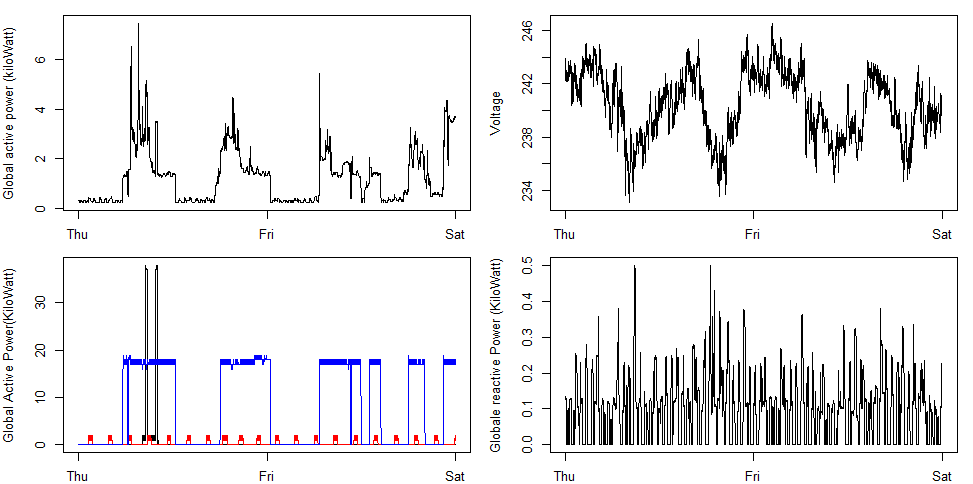 Global active power (kiloWatt)
0 2 4 6
Thu Fri Sat
Voltage
234 238 242 246
Thu Fri Sat
Global Active Power(KiloWatt)
0 10 20 30
Thu Fri Sat
Globale reactive Power (KiloWatt)
0.0 0.1 0.2 0.3 0.4 0.5
Thu Fri Sat